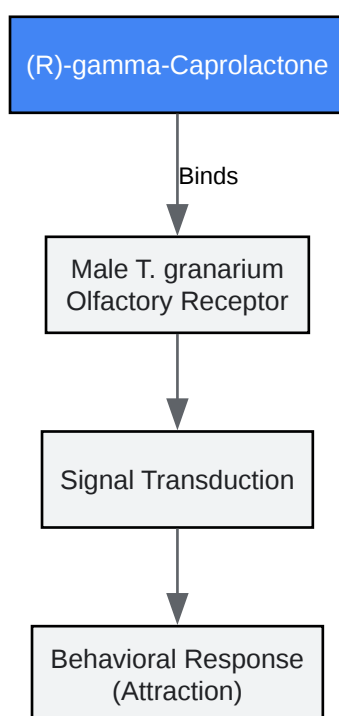 (R)-gamma-Caprolactone
Binds
Male T. granarium
Olfactory Receptor
Signal Transduction
Behavioral Response
(Attraction)